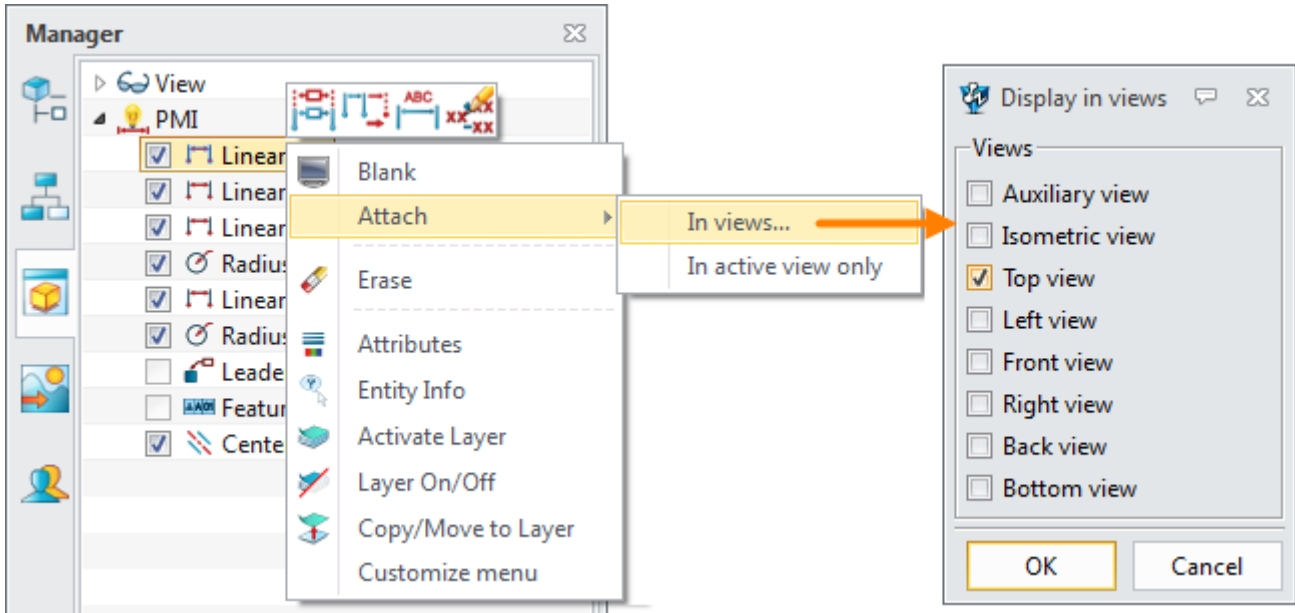 Manager
View
PMI
Linear
Linear
Linear
Radius
Linear
Radius
Leade
Featur
Cente
ABC
xx xx
-xx
Blank
Attach
Erase
Attributes
Entity Info
Activate Layer
Layer On/Off
Copy/Move to Layer
Customize menu
In views...
In active view only
Display in views
Views
Auxiliary view
Isometric view
Top view
Left view
Front view
Right view
Back view
Bottom view
OK Cancel